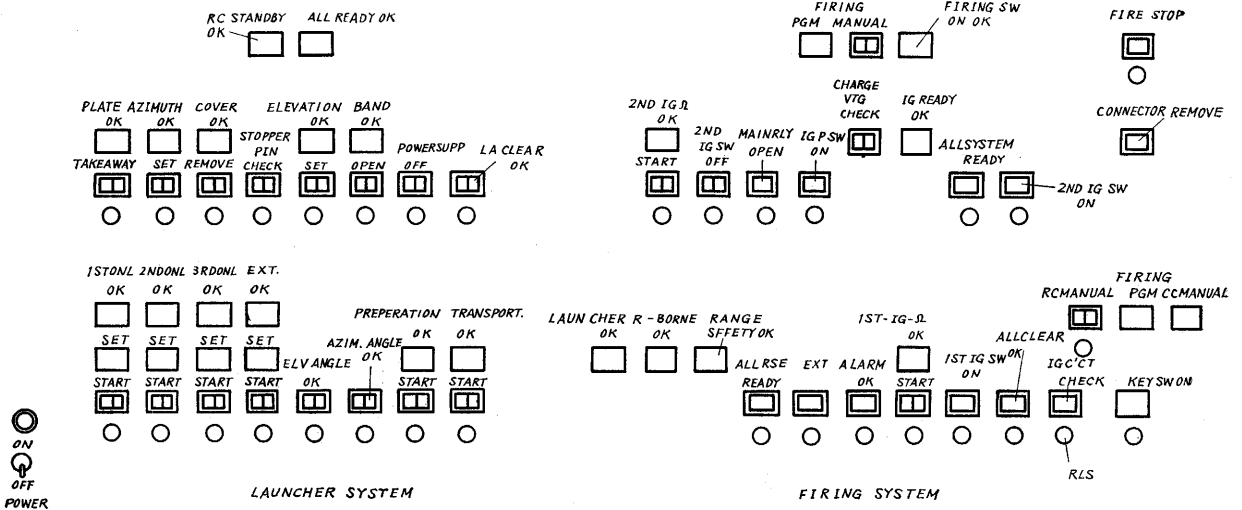 RC STANDBY
OK
ALL READY OK
FIRING
PGM MANUAL
FIRING SW
ON OK
FIRE STOP
PLATE
OK
AZIMUTH
OK
COVER
OK
ELEVATION
OK
BAND
OK
TAKEAWAY
SET
REMOVE
STOPPER
PIN
CHECK
SET
OPEN
POWERSUPP
OFF
LA CLEAR
OK
2ND IG Ω
OK
START
2ND
IG SW
OFF
MAINRLY
OPEN
IG P SW
ON
CHARGE
VTG
CHECK
IG READY
OK
ALLSYSTEM
READY
2ND IG SW
ON
CONNECTOR REMOVE
1STONL
OK
2NDONL
OK
3RDONL
OK
EXT.
OK
SET
SET
SET
SET
START
START
START
START
ELV ANGLE
OK
AZIM. ANGLE
OK
PREPERATION
OK
TRANSPORT.
OK
START
START
LAUNCHER
OK
R-BORNE
OK
RANGE
SFFETY OK
1ST-IG-Ω
OK
FIRING
RCMANUAL PGM CCMANUAL
ALLRSE
READY
EXT
ALARM
OK
START
1ST IG SW
ON
ALLCLEAR
OK
IGC'CT
CHECK
KEY SW ON
RLS
ON
OFF
POWER
LAUNCHER SYSTEM
FIRING SYSTEM